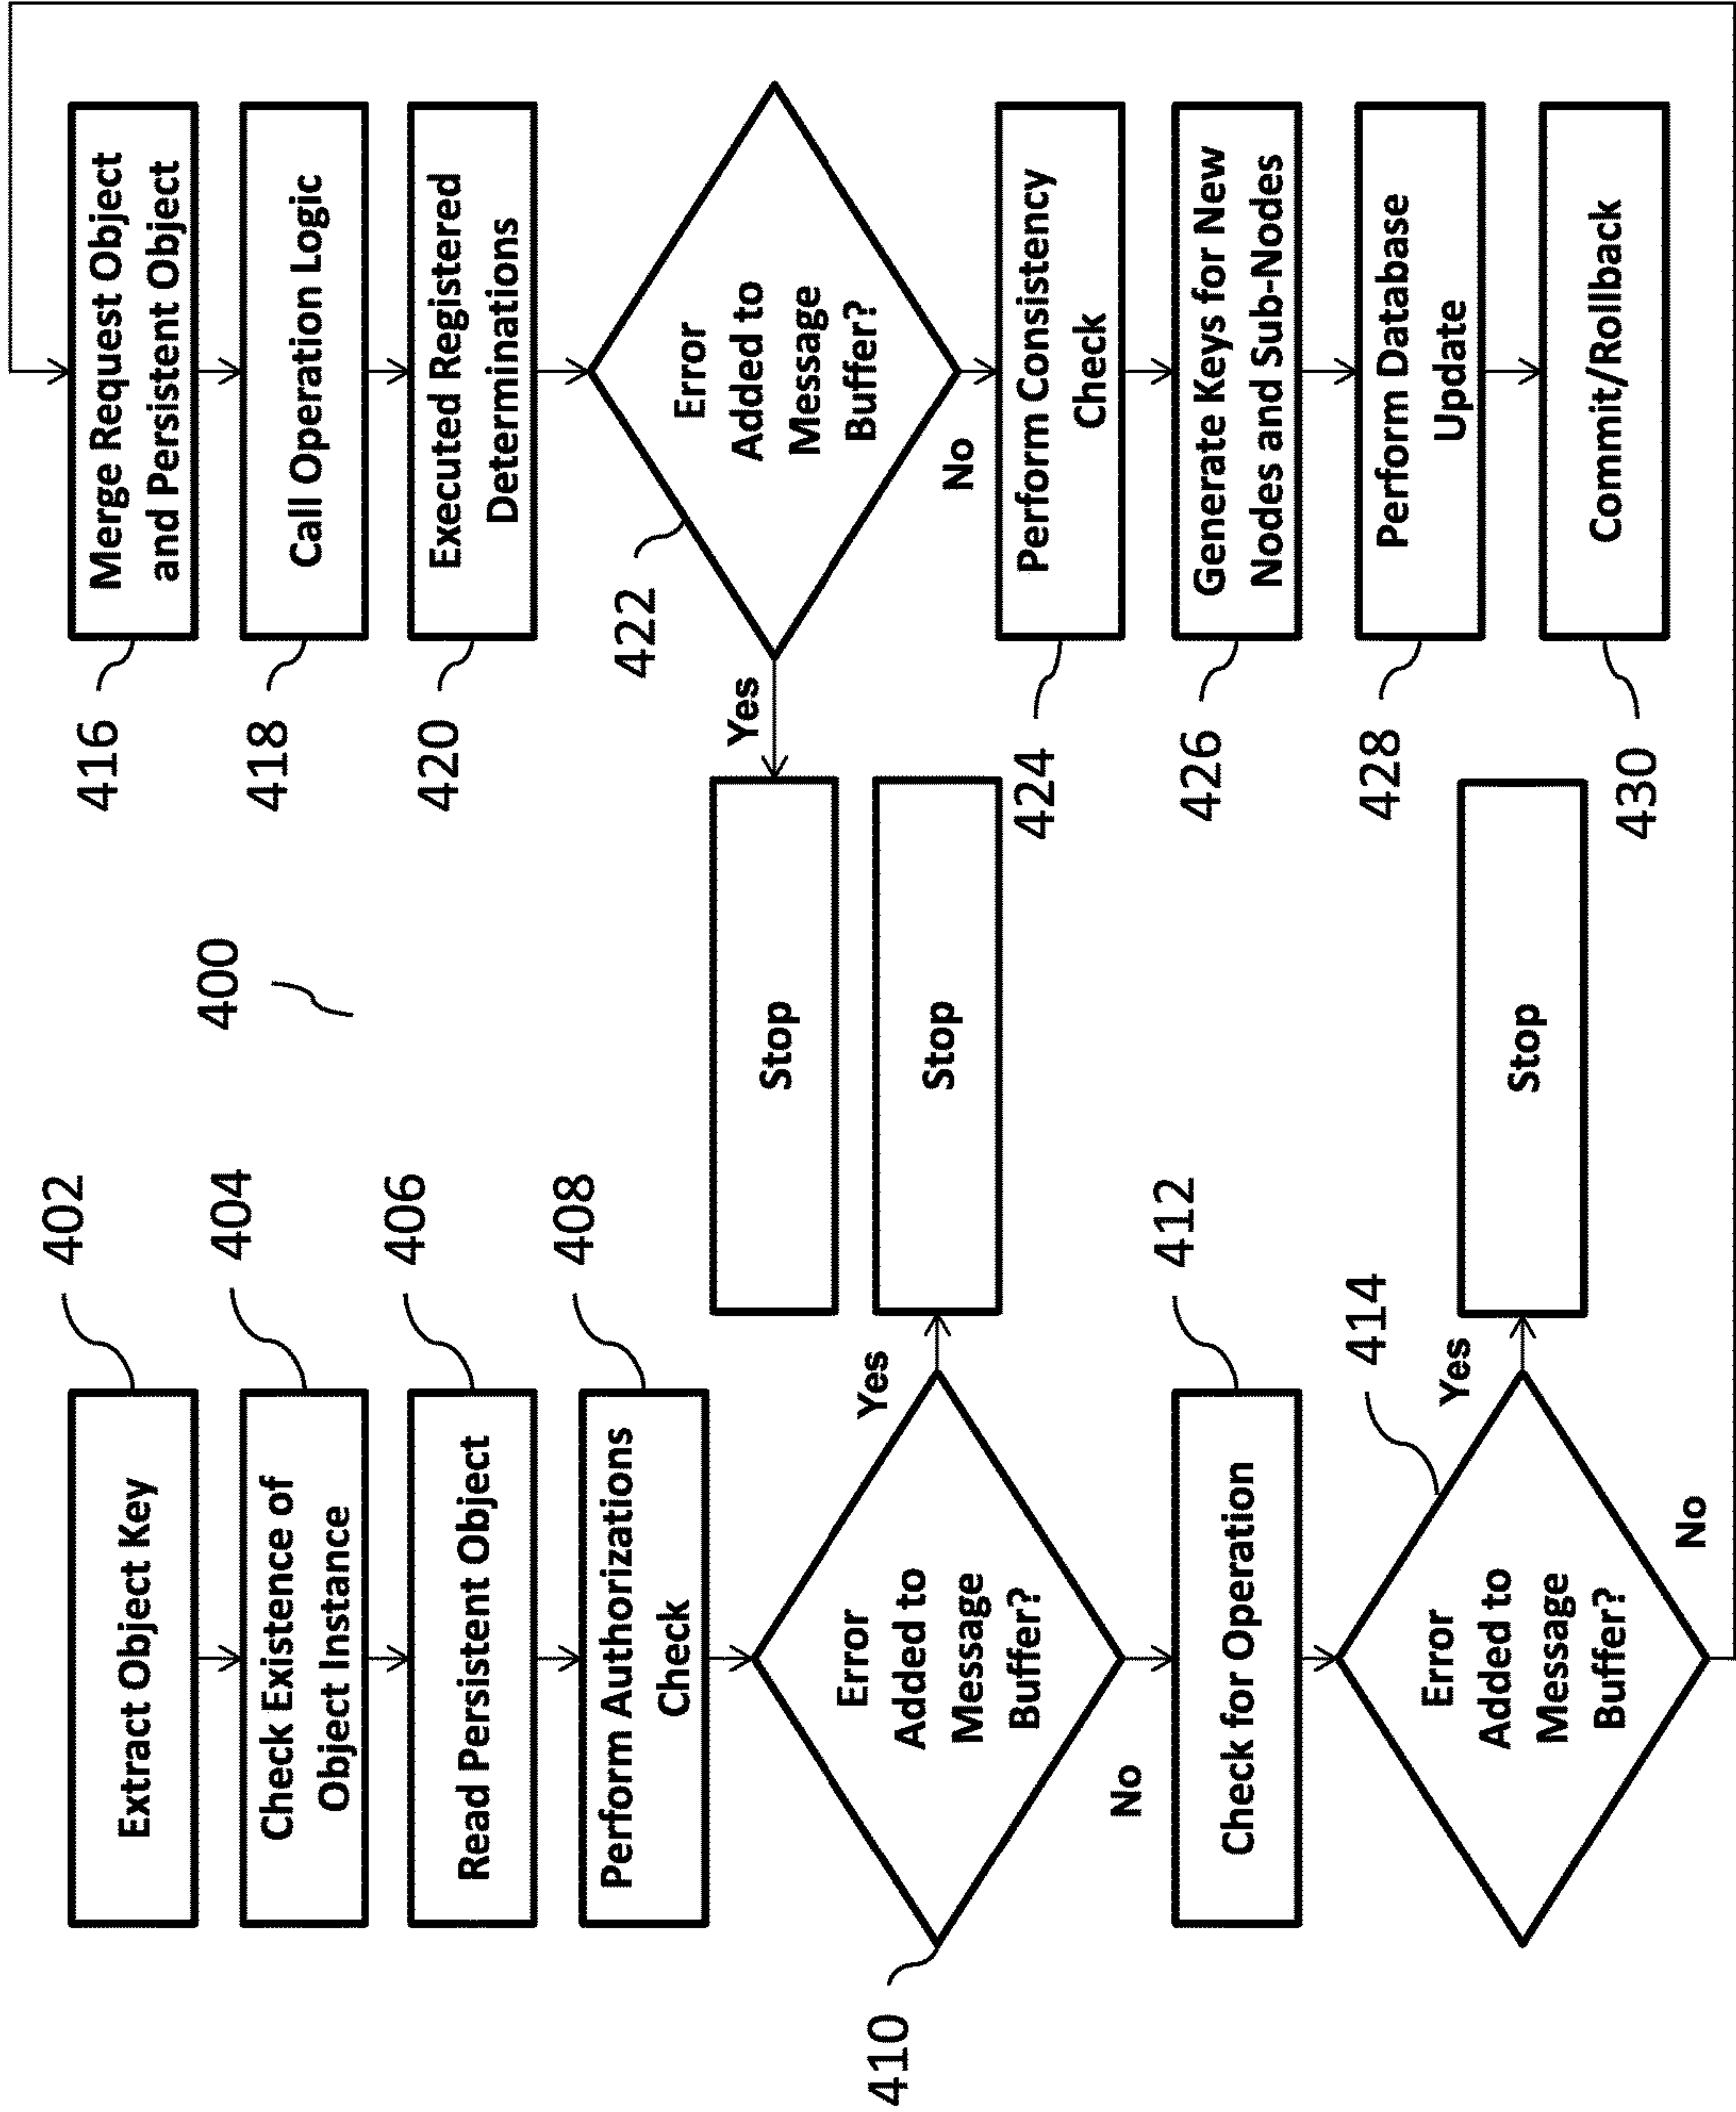 400
402
Extract Object Key
404
Check Existence of
Object Instance
406
Read Persistent Object
408
Perform Authorizations
Check
410
Error
Added to
Message
Buffer?
Yes
Stop
No
412
Check for Operation
414
Error
Added to
Message
Buffer?
Yes
Stop
No
416
Merge Request Object
and Persistent Object
418
Call Operation Logic
420
Executed Registered
Determinations
422
Error
Added to
Message
Buffer?
Yes
Stop
No
424
Perform Consistency
Check
426
Generate Keys for New
Nodes and Sub-Nodes
428
Perform Database
Update
430
Commit/Rollback